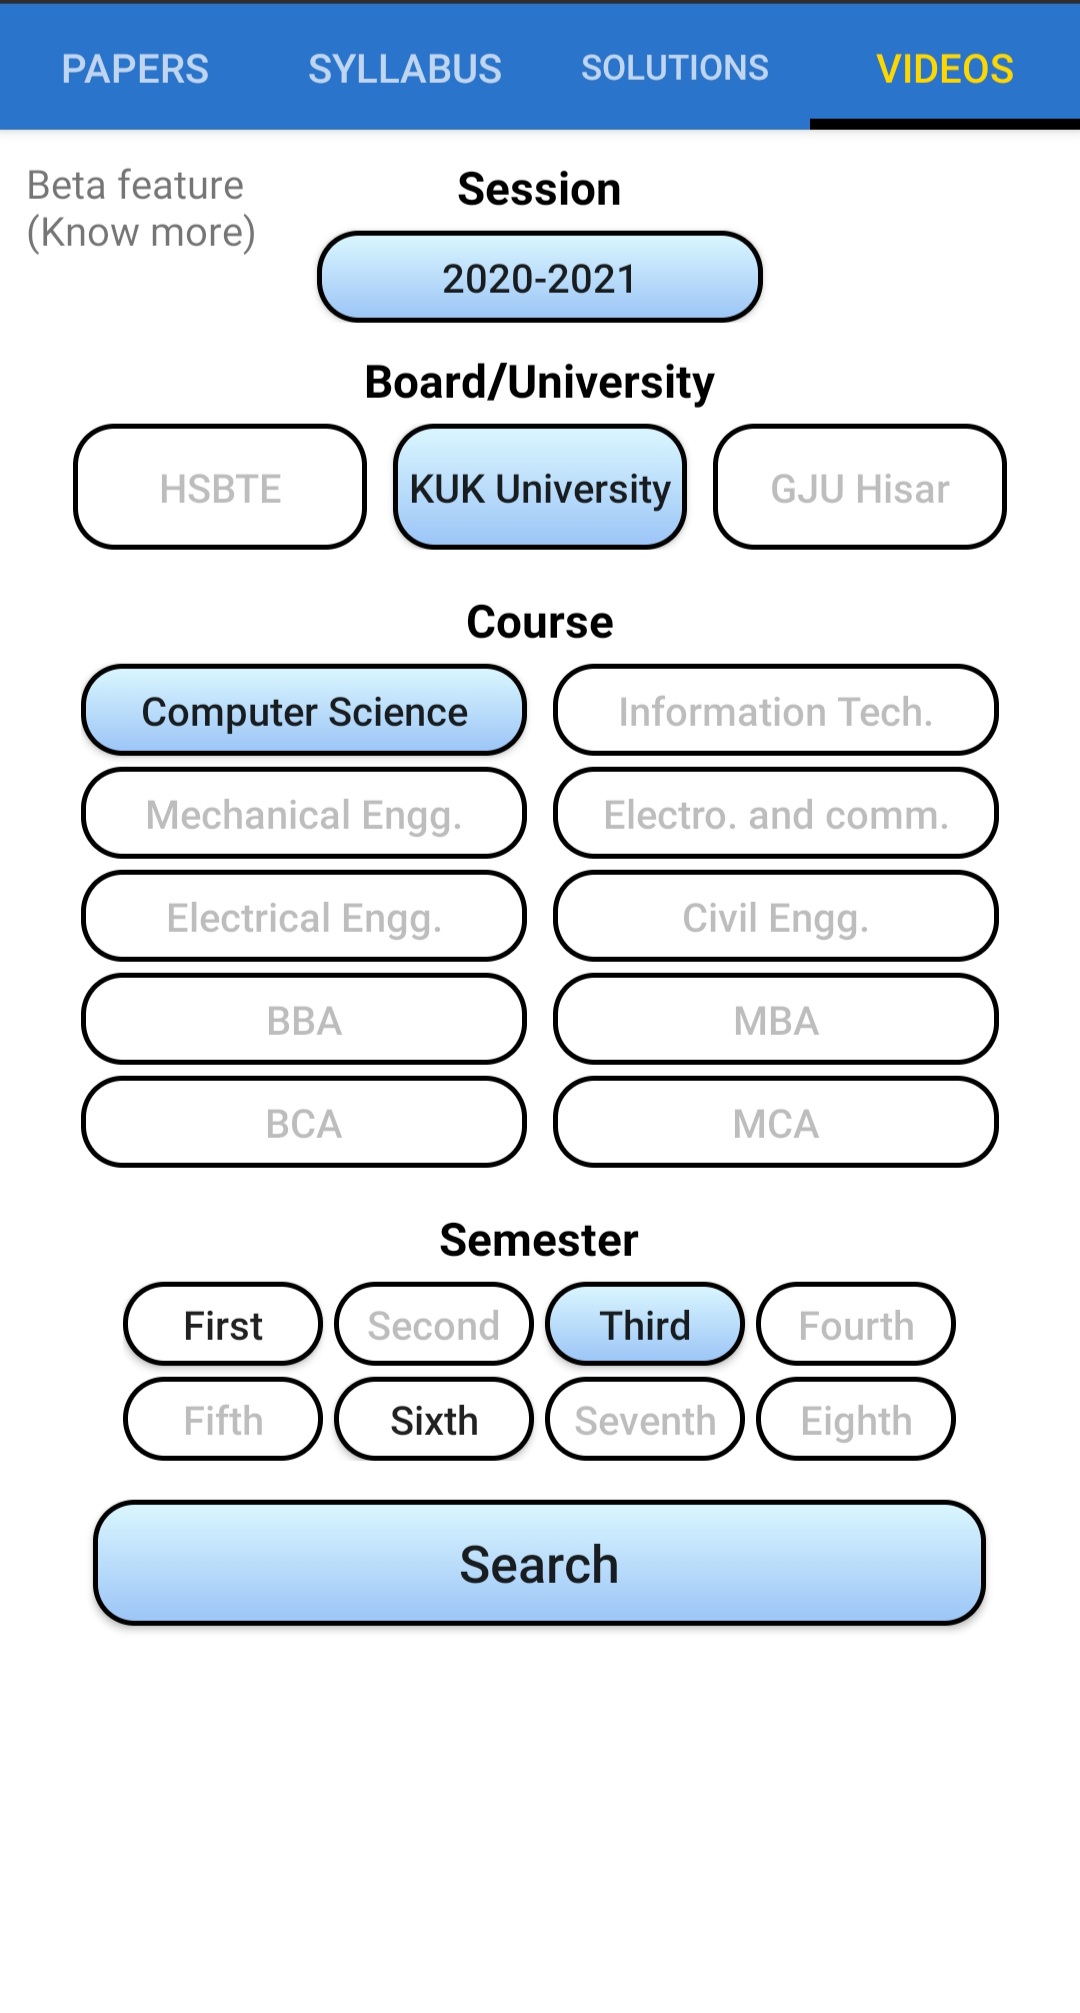 PAPERS SYLLABUS SOLUTIONS VIDEOS
Beta feature
(Know more)
Session
2020-2021
Board/University
HSBTE KUK University GJU Hisar
Course
Computer Science Information Tech.
Mechanical Engg. Electro. and comm.
Electrical Engg. Civil Engg.
BBA MBA
BCA MCA
Semester
First Second Third Fourth
Fifth Sixth Seventh Eighth
Search